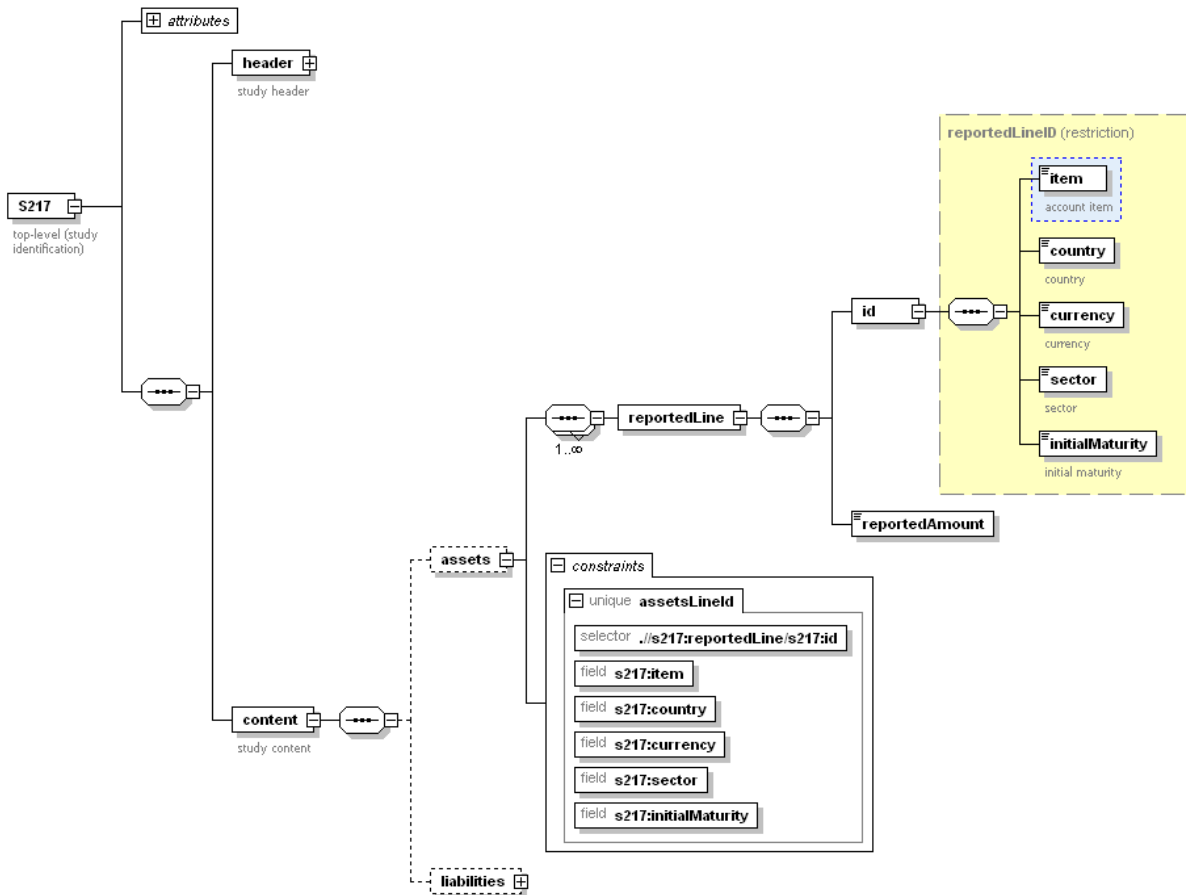 attributes
header
study header
S217
top-level (study
identification)
reportedLineID (restriction)
item
account item
country
country
id
currency
currency
sector
sector
initialMaturity
initial maturity
reportedLine
1..∞
reportedAmount
assets
constraints
unique assetsLineId
selector .//s217:reportedLine/s217:id
field s217:item
field s217:country
field s217:currency
field s217:sector
field s217:initialMaturity
content
study content
liabilities